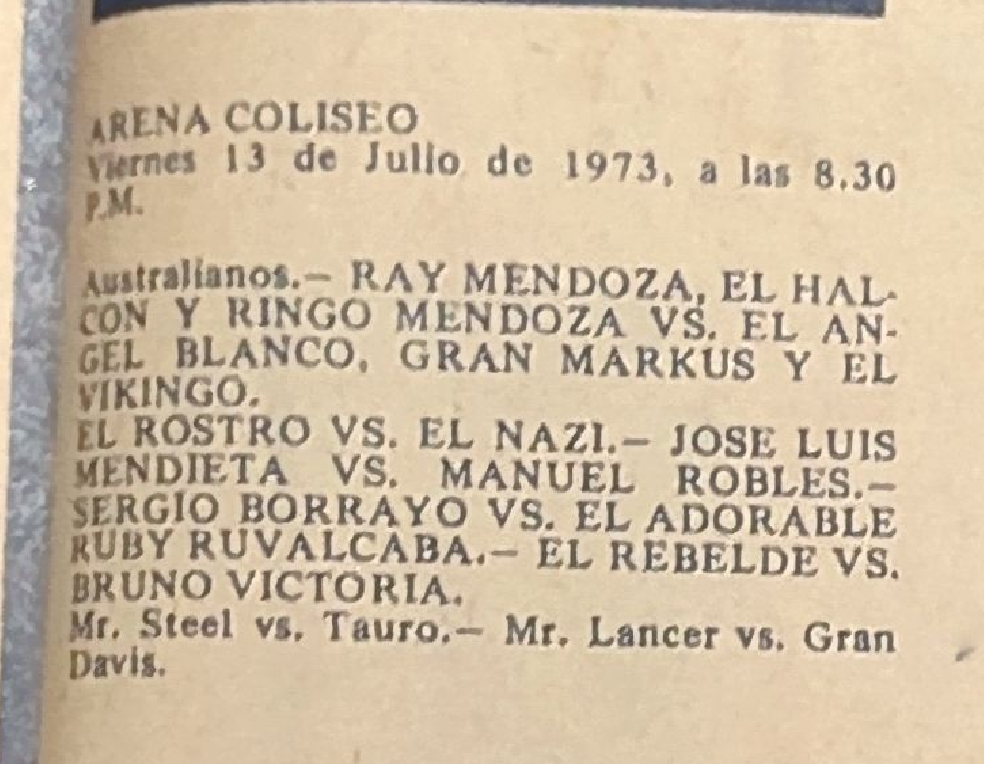 ARENA COLISEO
Viernes 13 de Julio de 1973, a las 8.30
P.M.
Australianos.— RAY MENDOZA, EL HAL-
CON Y RINGO MENDOZA VS. EL AN-
GEL BLANCO, GRAN MARKUS Y EL
VIKINGO.
EL ROSTRO VS. EL NAZI.— JOSE LUIS
MENDIETA VS. MANUEL ROBLES.—
SERGIO BORRAYO VS. EL ADORABLE
RUBY RUVALCABA.— EL REBELDE VS.
BRUNO VICTORIA.
Mr. Steel vs. Tauro.— Mr. Lancer vs. Gran
Davis.